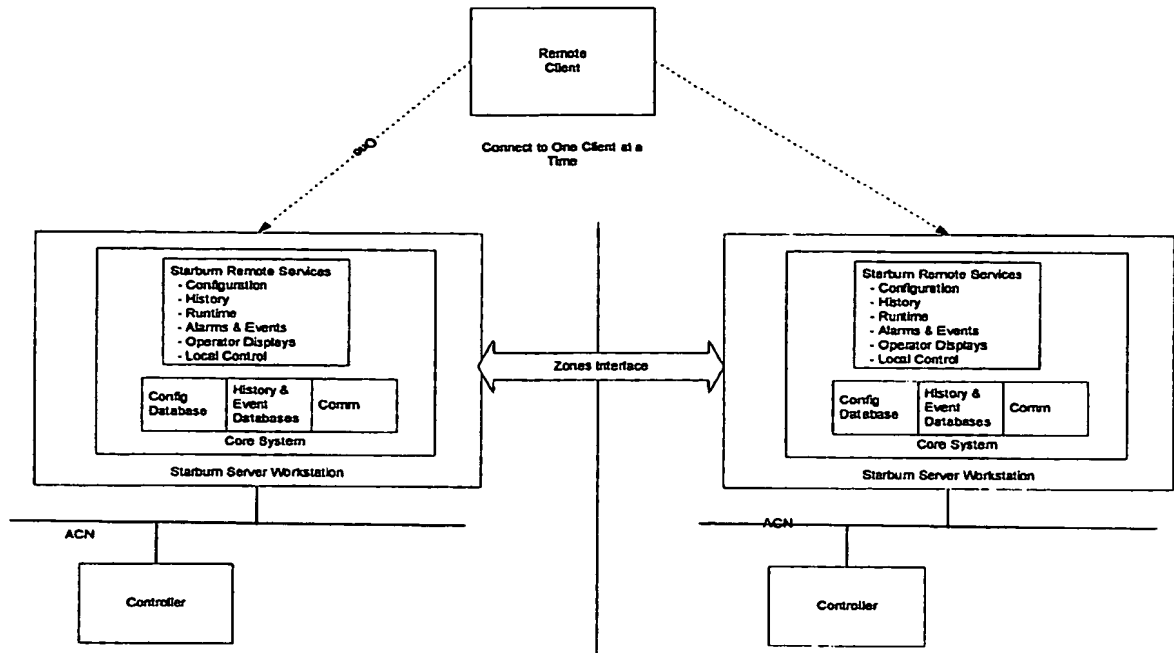 Remote
Client
One
Connect to One Client at a
Time
Starburn Remote Services
- Configuration
- History
- Runtime
- Alarms & Events
- Operator Displays
- Local Control
Config
Database
History &
Event
Databases
Comm
Core System
Starburn Server Workstation
Zones Interface
Starburn Remote Services
- Configuration
- History
- Runtime
- Alarms & Events
- Operator Displays
- Local Control
Config
Database
History &
Event
Databases
Comm
Core System
Starburn Server Workstation
ACN
Controller
ACN
Controller